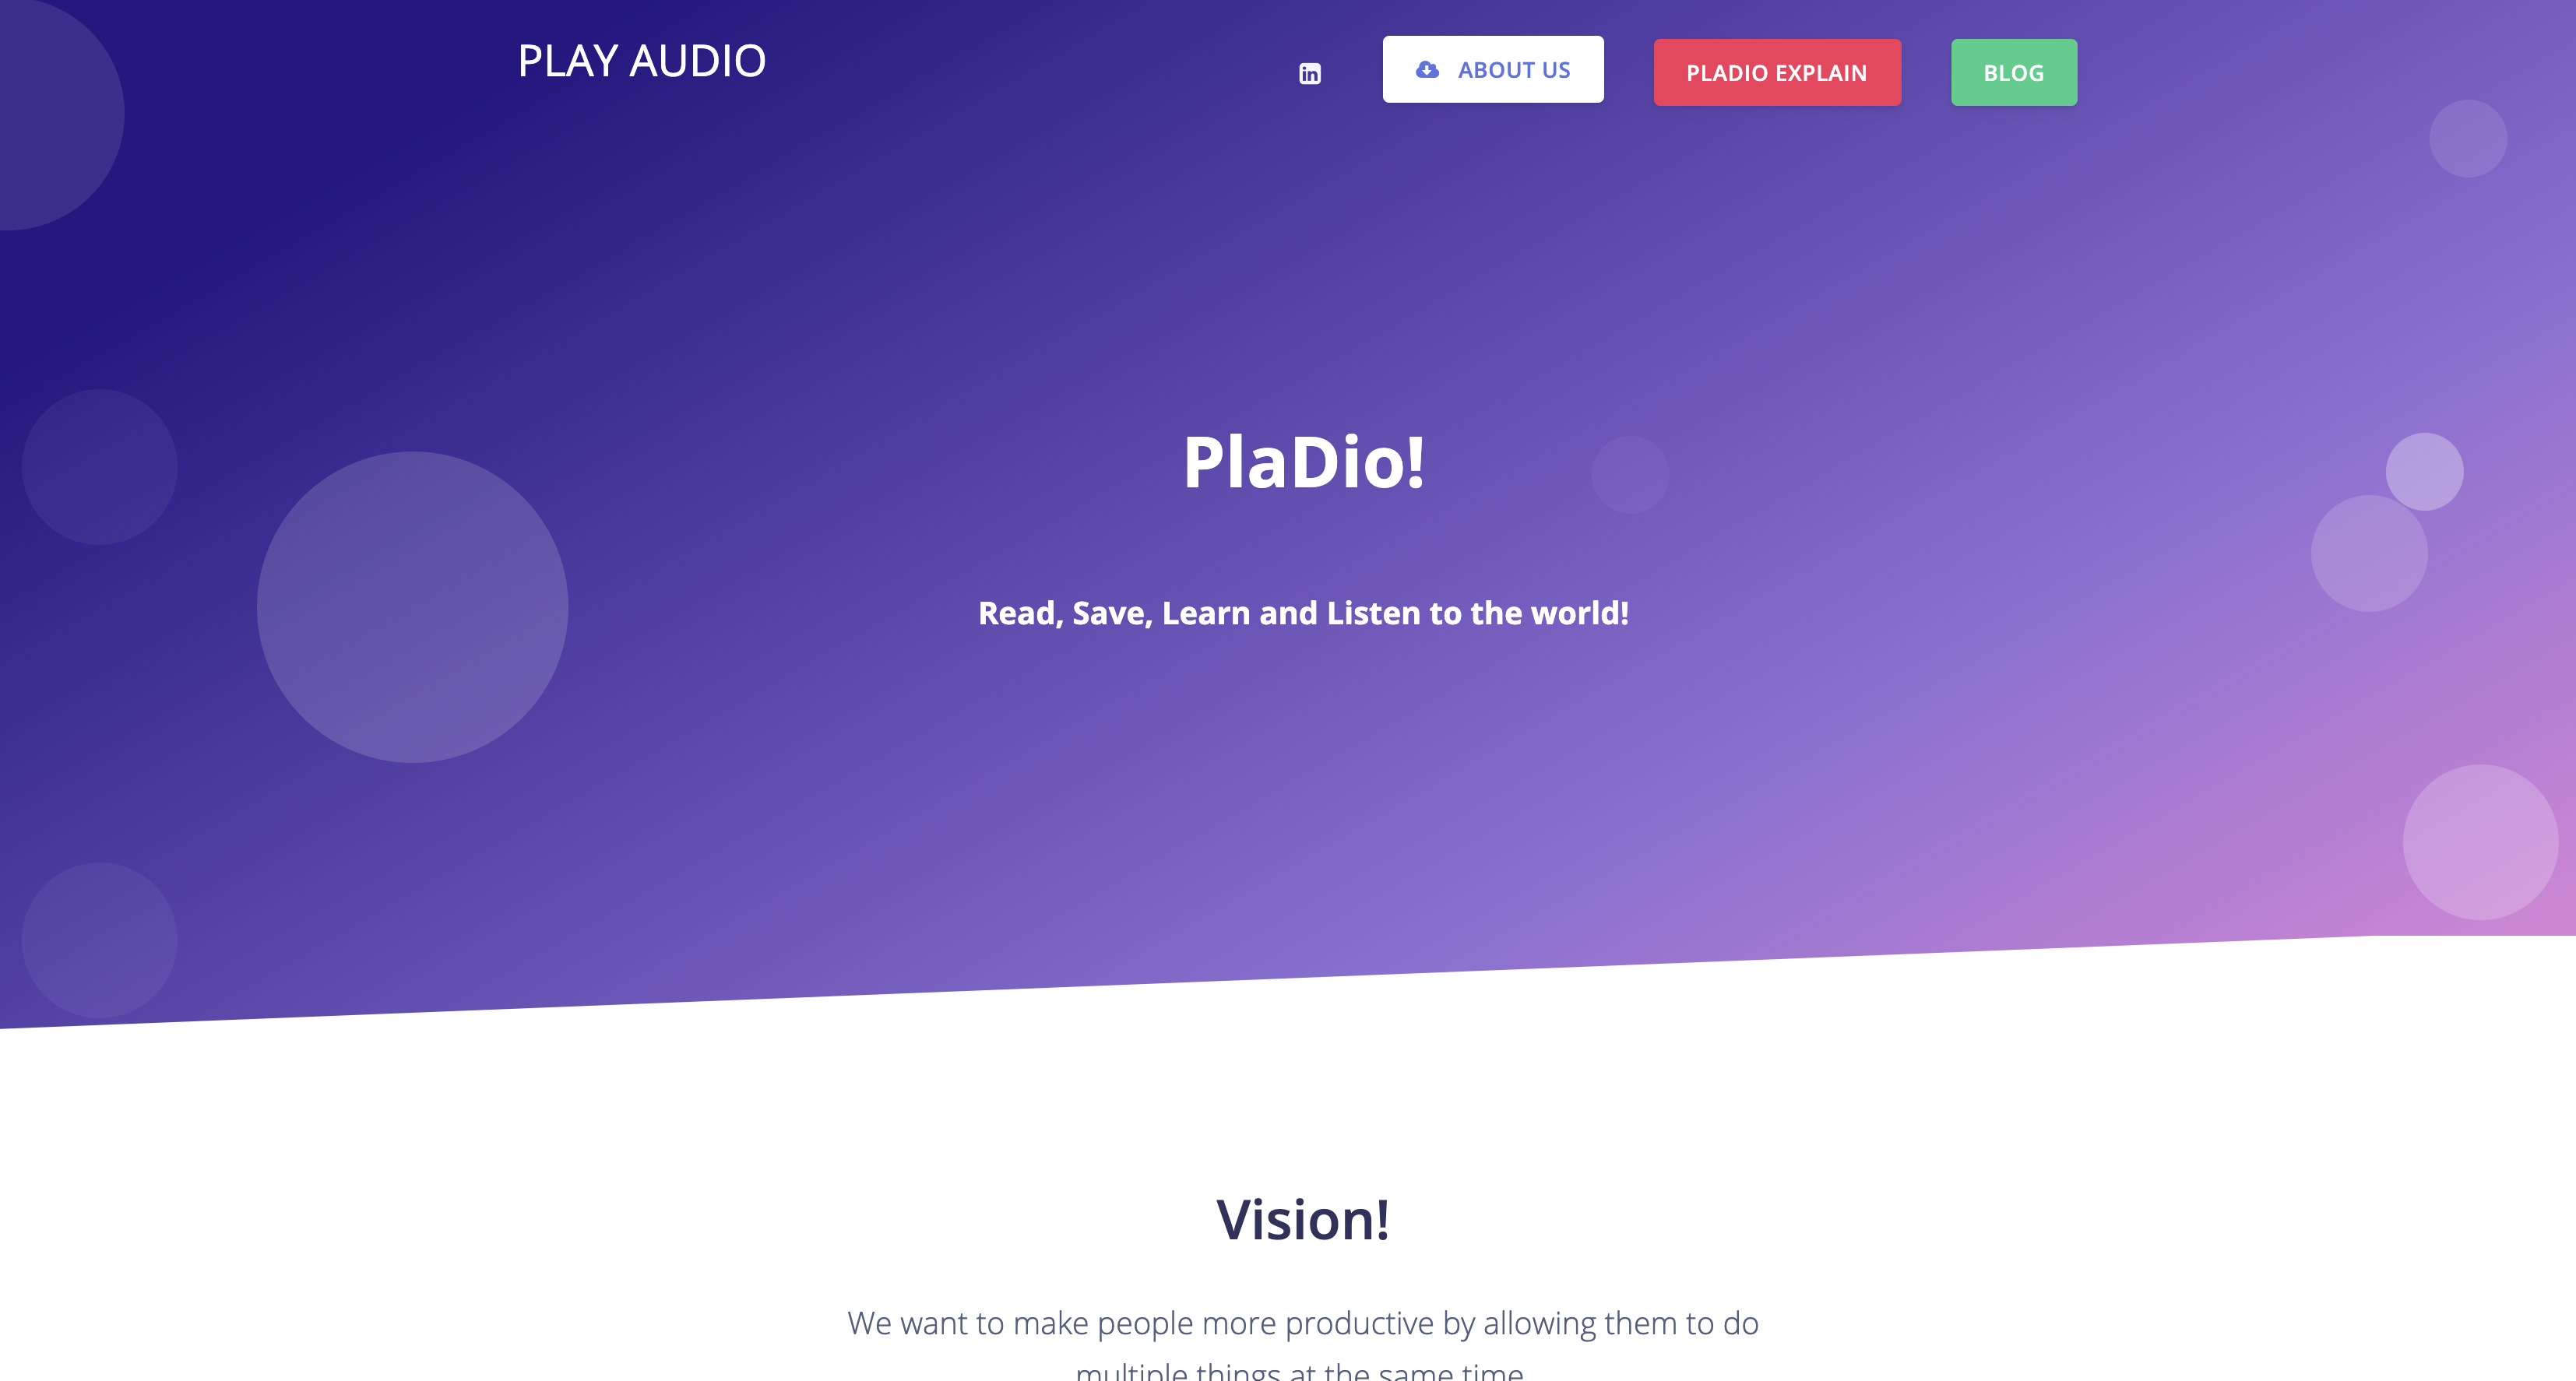 PLAY AUDIO
in
ABOUT US
PLADIO EXPLAIN
BLOG
PlaDio!
Read, Save, Learn and Listen to the world!
Vision!
We want to make people more productive by allowing them to do
multiple things at the same time